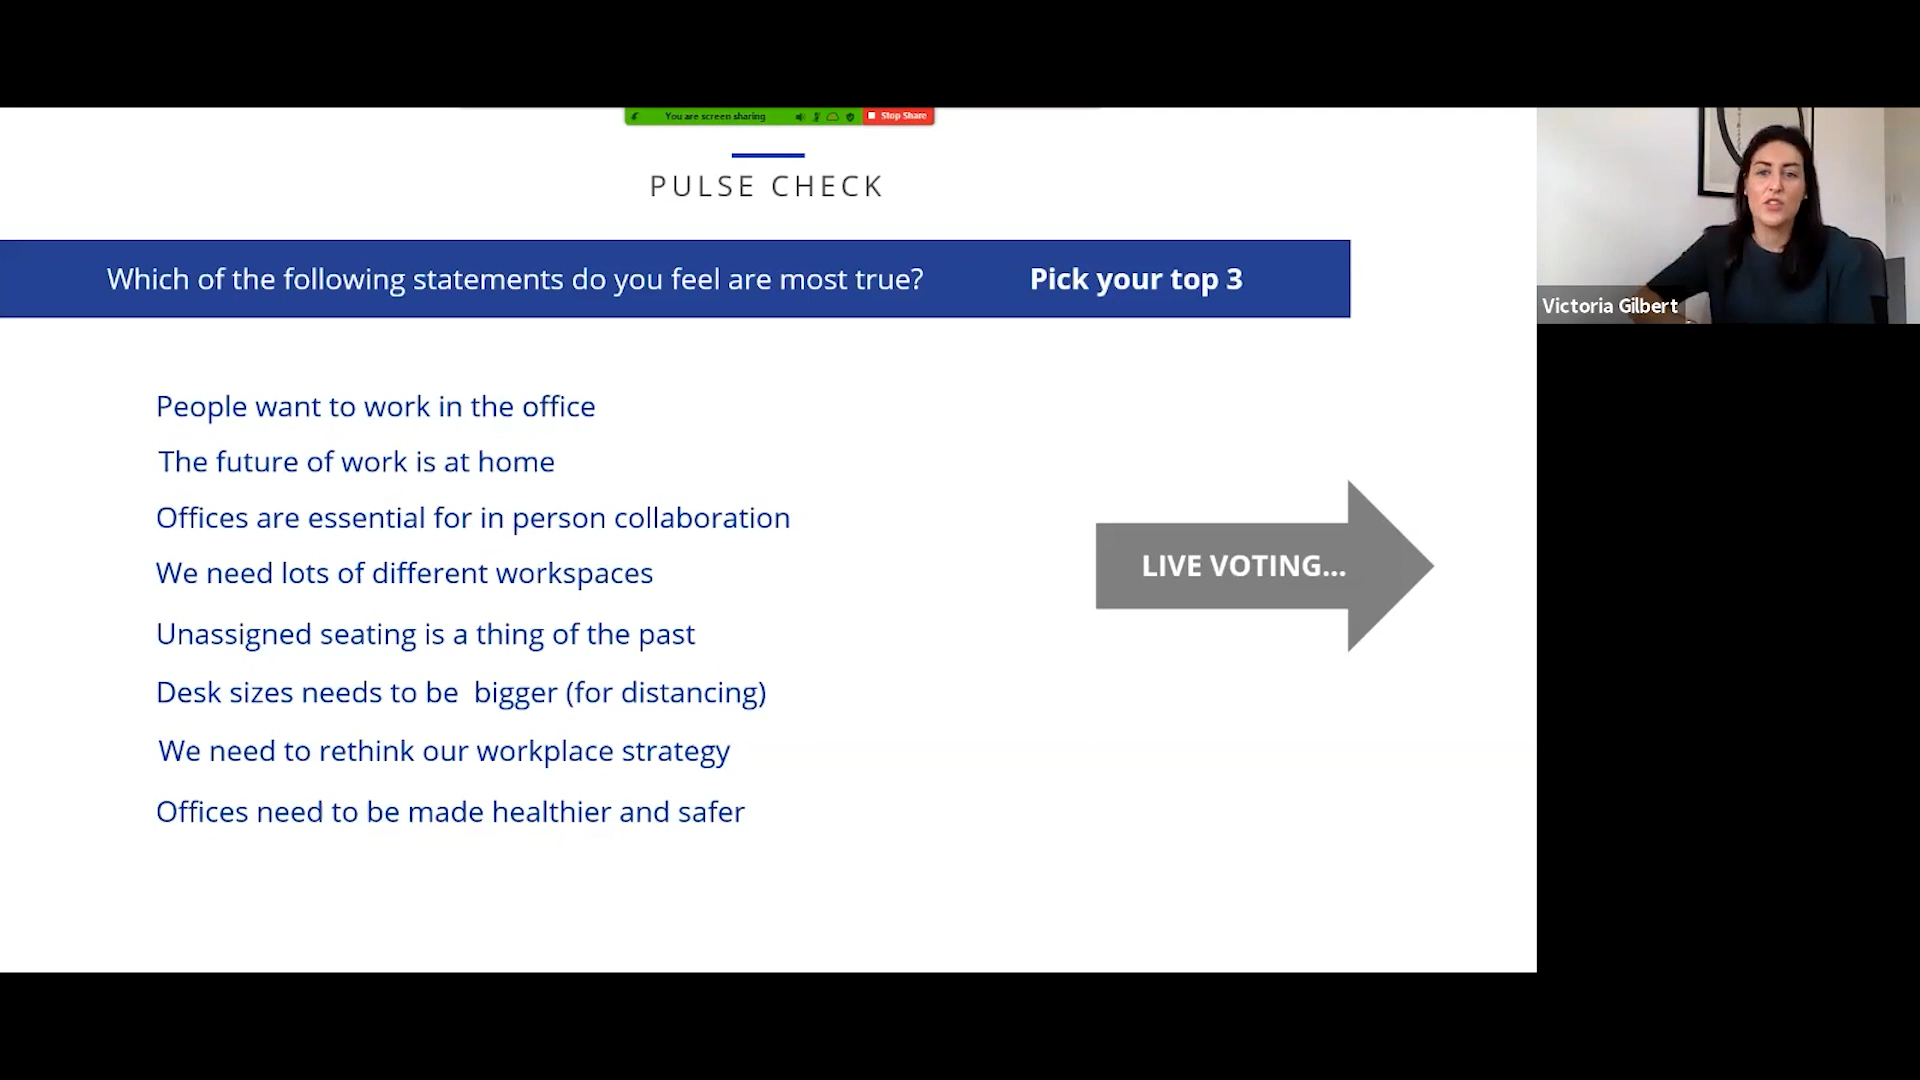 You are screen sharing
Stop Share
PULSE CHECK
Which of the following statements do you feel are most true? Pick your top 3
Victoria Gilbert
People want to work in the office
The future of work is at home
Offices are essential for in person collaboration
We need lots of different workspaces
LIVE VOTING...
Unassigned seating is a thing of the past
Desk sizes needs to be  bigger (for distancing)
We need to rethink our workplace strategy
Offices need to be made healthier and safer